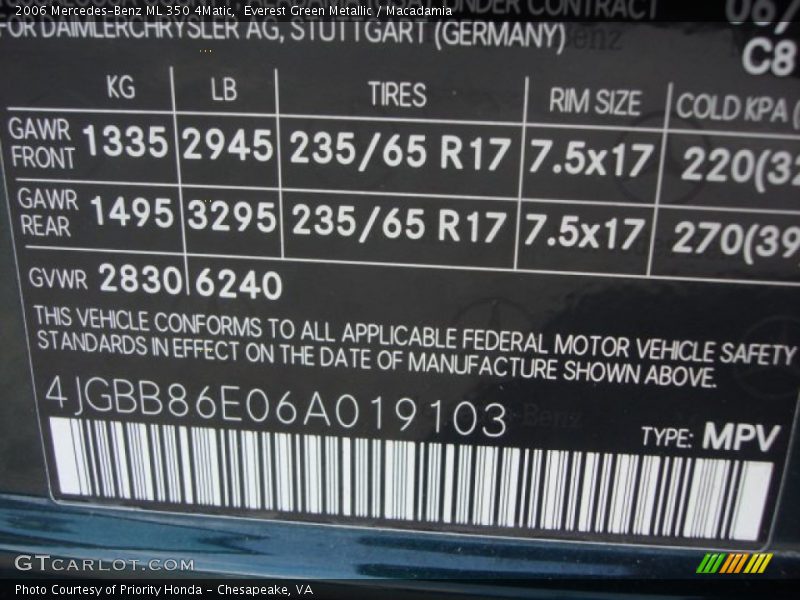 2006 Mercedes-Benz ML 350 4Matic,  Everest Green Metallic / Macadamia
UNDER CONTRACT 06/
FOR DAIMLERCHRYSLER AG, STUTTGART (GERMANY)
C8
KG LB TIRES RIM SIZE COLD KPA (
GAWR FRONT 1335 2945 235/65 R17 7.5x17 220(32
GAWR REAR 1495 3295 235/65 R17 7.5x17 270(39
GVWR 2830 6240
THIS VEHICLE CONFORMS TO ALL APPLICABLE FEDERAL MOTOR VEHICLE SAFETY
STANDARDS IN EFFECT ON THE DATE OF MANUFACTURE SHOWN ABOVE.
4JGBB86E06A019103
TYPE: MPV
GTCARLOT.COM
Photo Courtesy of Priority Honda - Chesapeake, VA